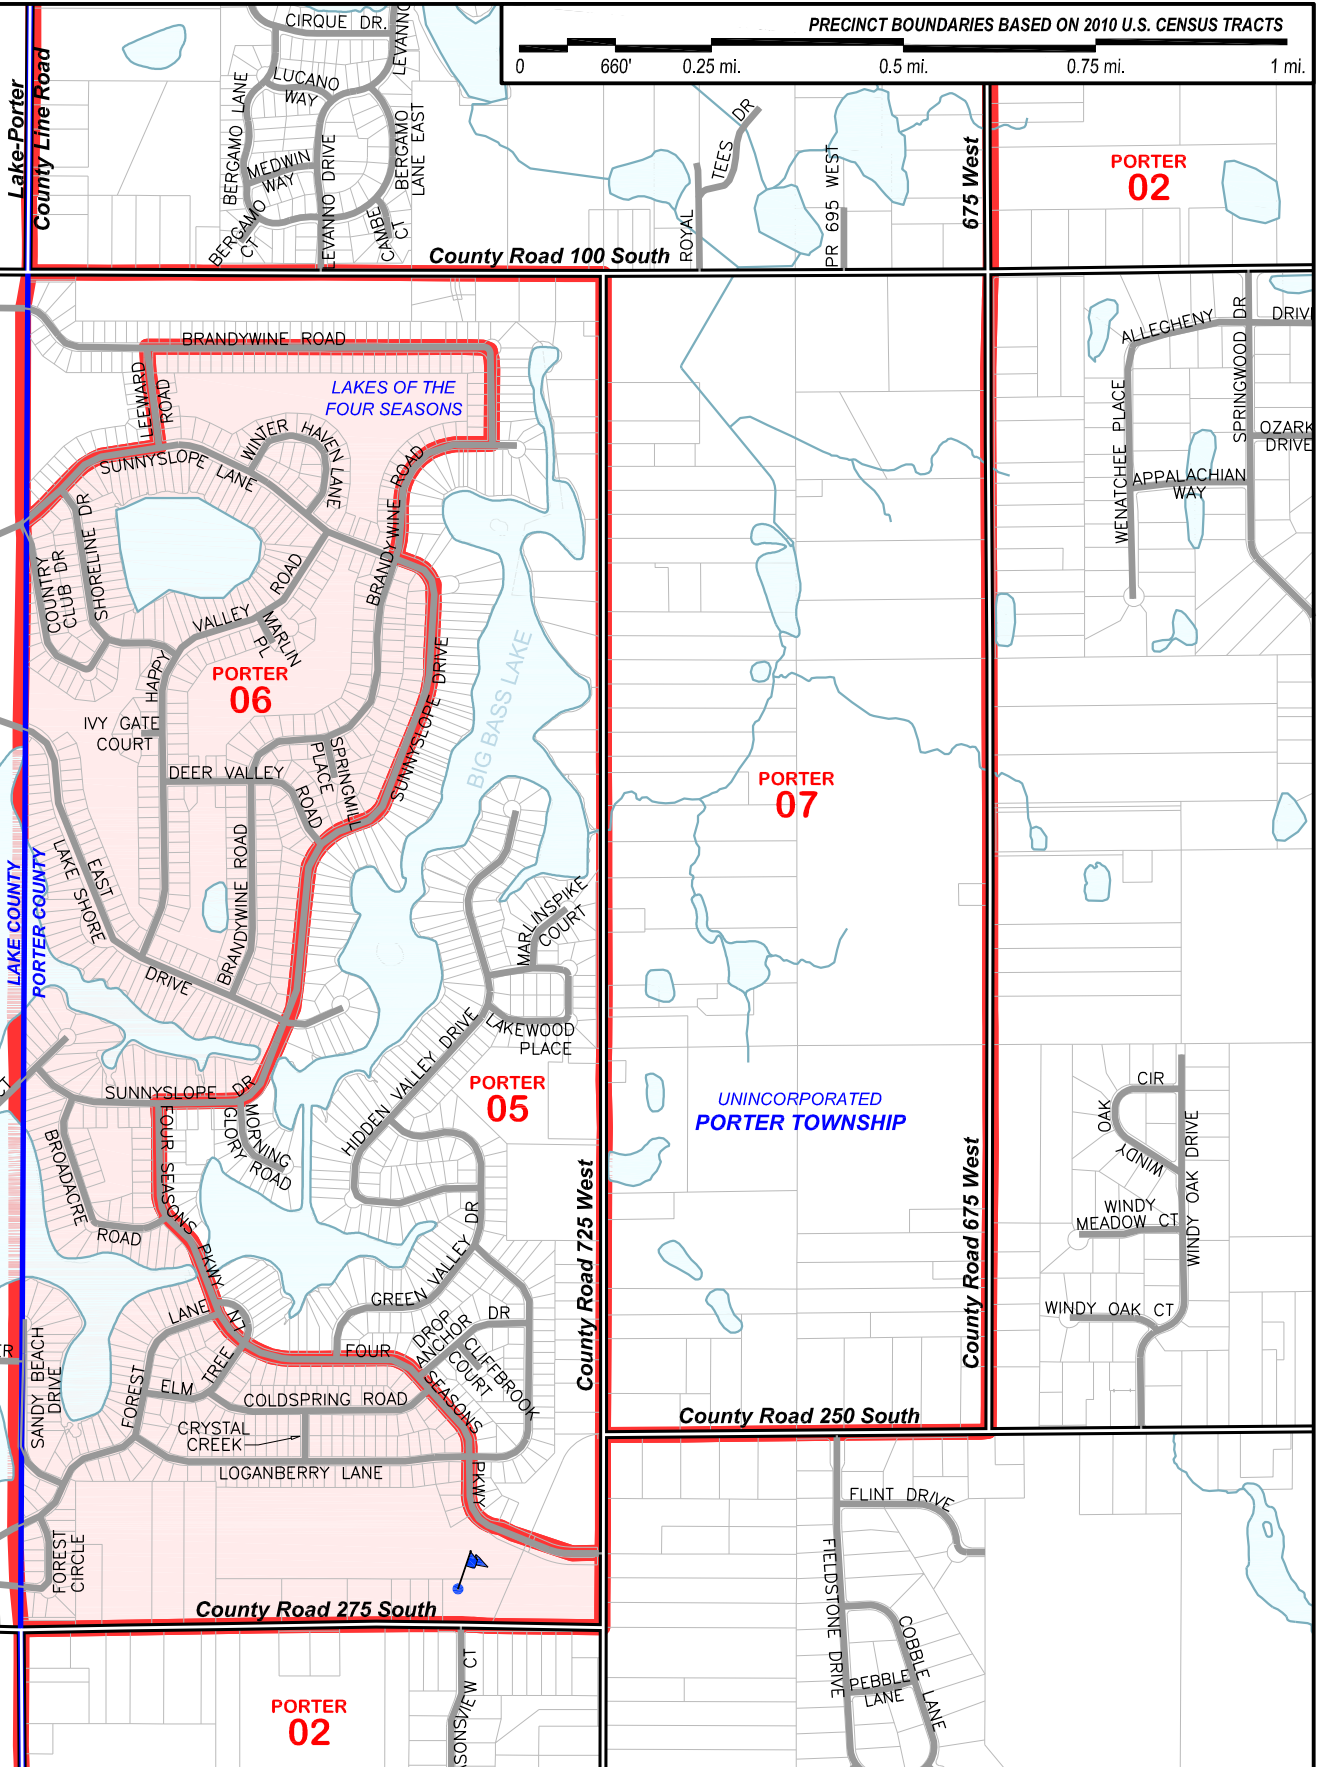 PRECINCT BOUNDARIES BASED ON 2010 U.S. CENSUS TRACTS
0 660' 0.25 mi. 0.5 mi. 0.75 mi. 1 mi.
Lake-Porter
County Line Road
CIRQUE DR.
LEVANNO
LUCANO
WAY
BERGAMO LANE
MEDWIN
WAY
LEVANNO DRIVE
BERGAMO
LANE EAST
BERGAMO
CT
CAMBE
CT
County Road 100 South
ROYAL
TEES DR
PR 695 WEST
675 West
PORTER
02
BRANDYWINE ROAD
LEEWARD
ROAD
LAKES OF THE
FOUR SEASONS
SUNNYSLOPE LANE
WINTER HAVEN LANE
BRANDYWINE ROAD
COUNTRY
CLUB DR
SHORELINE DR
HAPPY VALLEY ROAD
MARLIN
PL
PORTER
06
IVY GATE
COURT
DEER VALLEY ROAD
SPRINGMILL
PLACE
SUNNYSLOPE DRIVE
BIG BASS LAKE
EAST
LAKE SHORE
DRIVE
BRANDYWINE ROAD
LAKE COUNTY
PORTER COUNTY
MARLINSPIKE
COURT
LAKEWOOD
PLACE
HIDDEN VALLEY DRIVE
PORTER
05
SUNNYSLOPE DR
MORNING
GLORY ROAD
FOUR SEASONS PKWY
BROADACRE
ROAD
CT
ER
GREEN VALLEY DR
DROP
ANCHOR
DR
CLIFFBROOK
COURT
FOUR SEASONS PKWY
FOREST LANE
ELM TREE LN
COLDSPRING ROAD
CRYSTAL
CREEK
LOGANBERRY LANE
SANDY BEACH
DRIVE
FOREST
CIRCLE
County Road 275 South
County Road 725 West
PORTER
02
SONSVIEW CT
PORTER
07
UNINCORPORATED
PORTER TOWNSHIP
County Road 675 West
County Road 250 South
ALLEGHENY
DRIV
SPRINGWOOD DR
WENATCHEE PLACE
OZARK
DRIVE
APPALACHIAN
WAY
CIR
OAK
WINDY
WINDY OAK DRIVE
WINDY
MEADOW CT
WINDY OAK CT
FLINT DRIVE
FIELDSTONE DRIVE
COBBLE LANE
PEBBLE
LANE